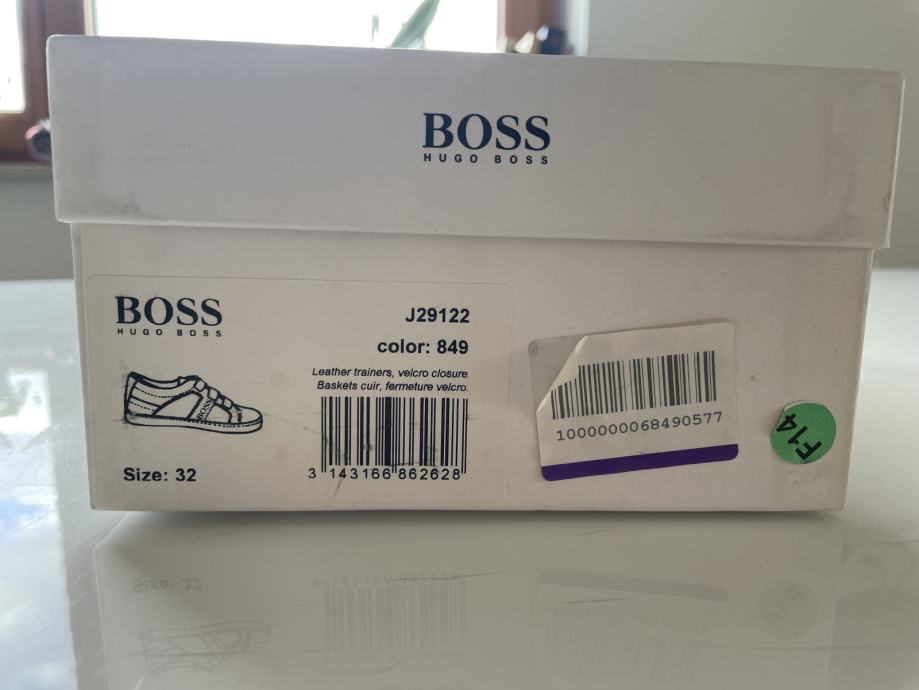 BOSS
HUGO BOSS
BOSS
HUGO BOSS
J29122
color: 849
Leather trainers, velcro closure.
Baskets cuir, fermeture velcro.
BOSS
Size: 32
3 143166 862628
1000000068490577
F14